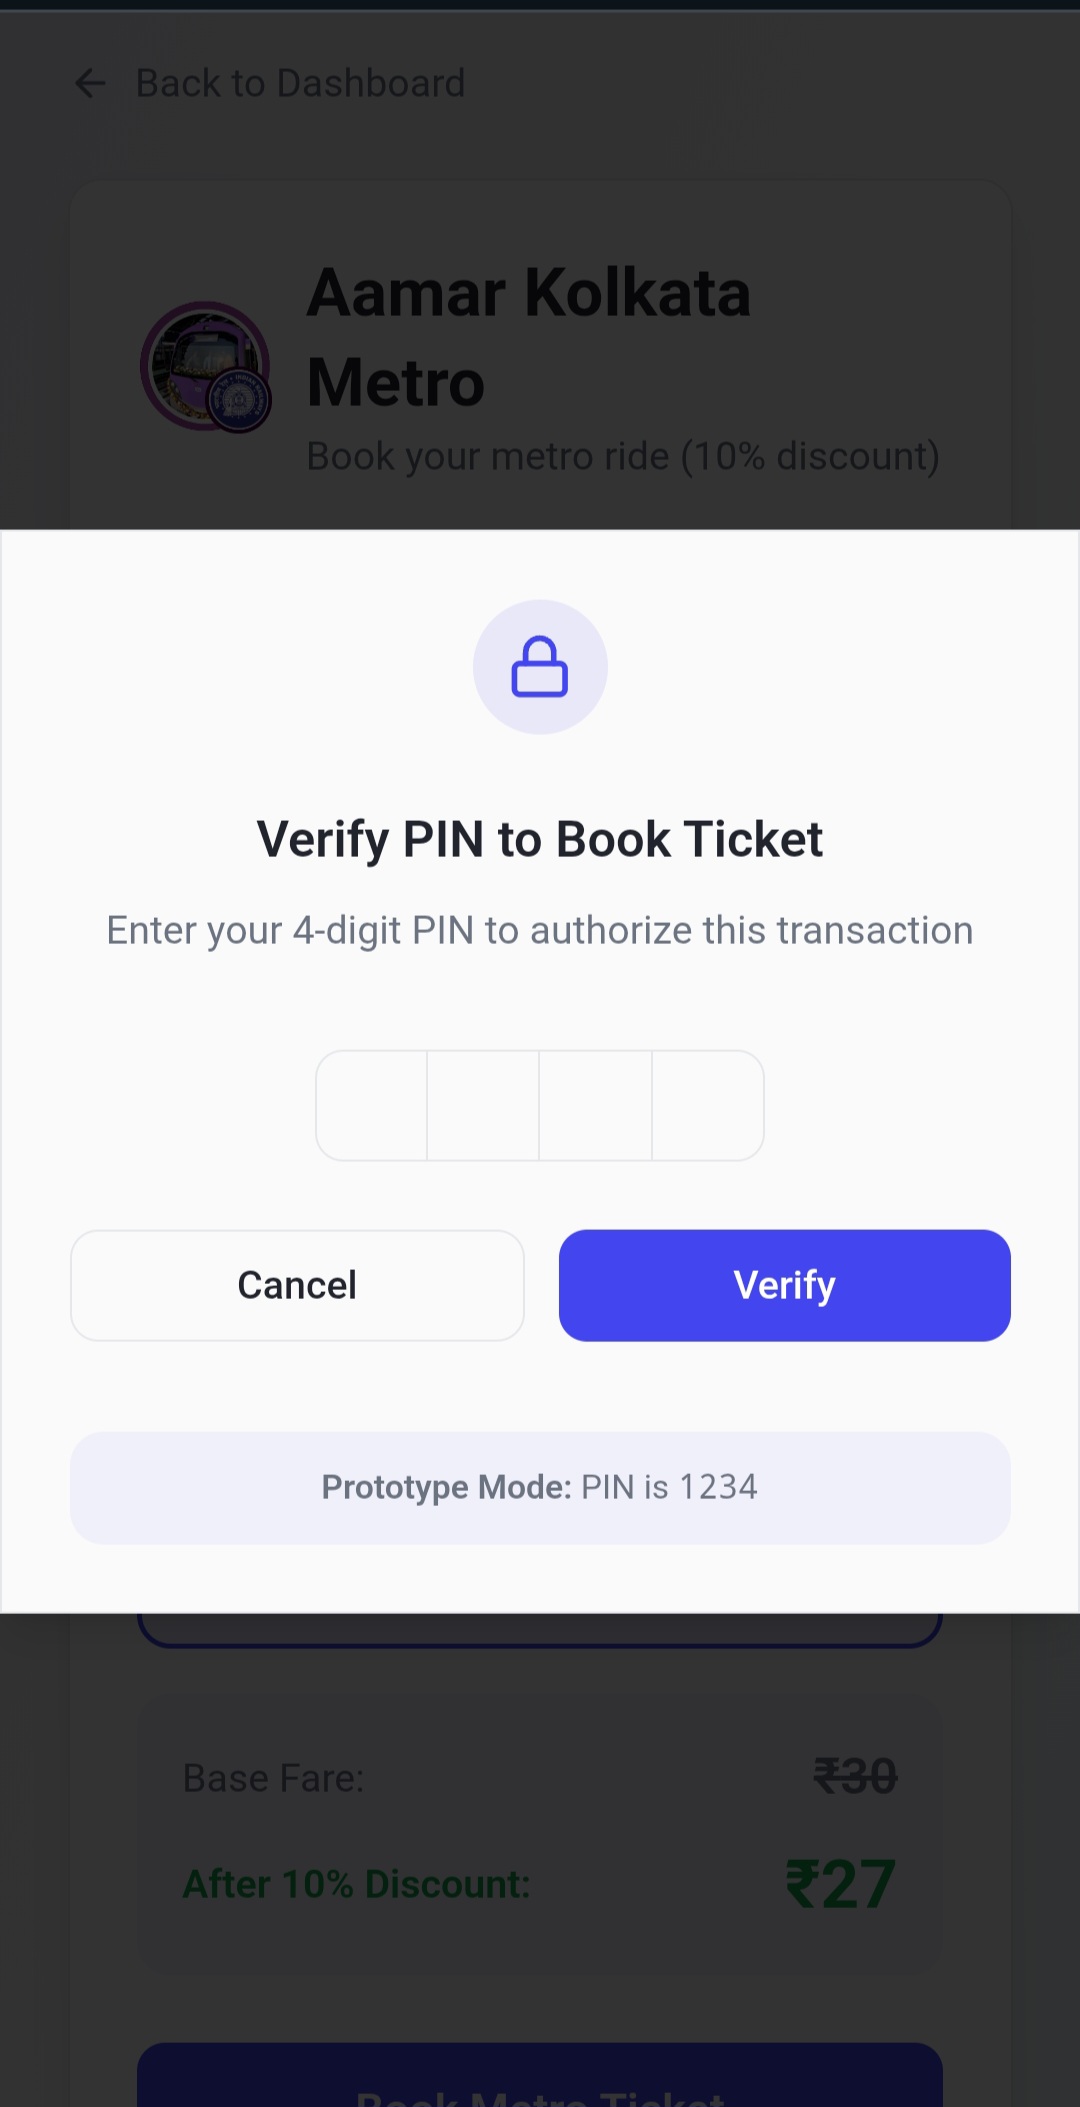 Back to Dashboard
Aamar Kolkata
Metro
Book your metro ride (10% discount)
Verify PIN to Book Ticket
Enter your 4-digit PIN to authorize this transaction
Cancel
Verify
Prototype Mode: PIN is 1234
Base Fare:
₹30
After 10% Discount:
₹27
Book Metro Ticket